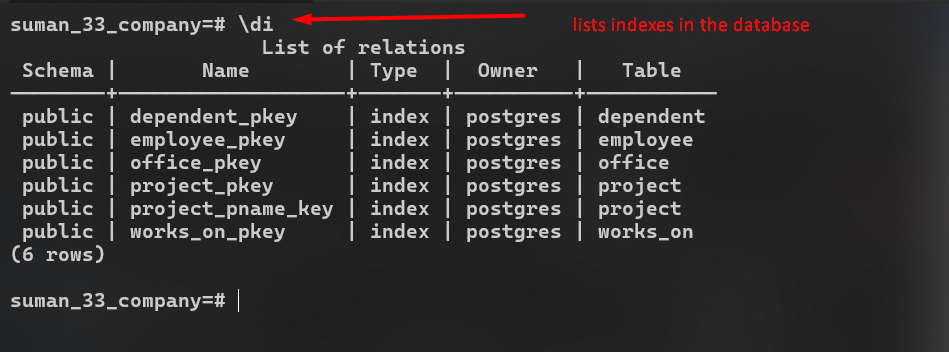 suman_33_company=# \di
lists indexes in the database
List of relations
Schema | Name | Type | Owner | Table
public | dependent_pkey | index | postgres | dependent
public | employee_pkey | index | postgres | employee
public | office_pkey | index | postgres | office
public | project_pkey | index | postgres | project
public | project_pname_key | index | postgres | project
public | works_on_pkey | index | postgres | works_on
(6 rows)
suman_33_company=#